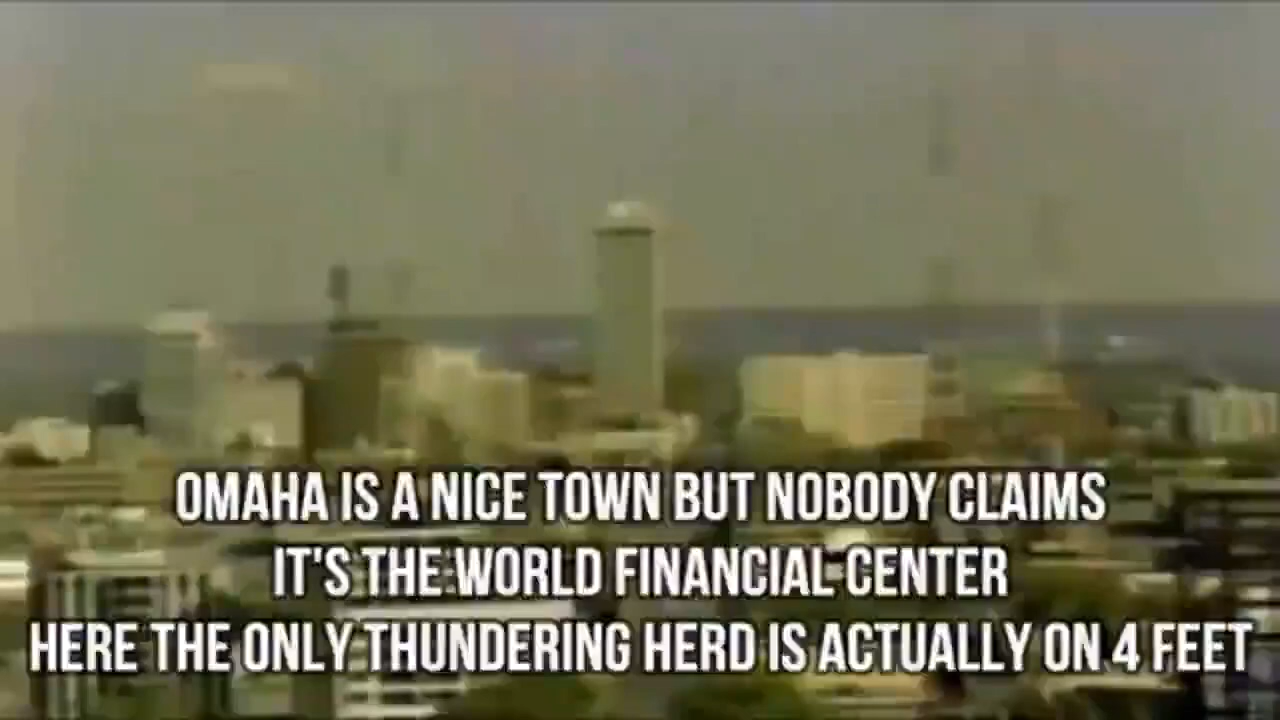 OMAHA IS A NICE TOWN BUT NOBODY CLAIMS
IT'S THE WORLD FINANCIAL CENTER
HERE THE ONLY THUNDERING HERD IS ACTUALLY ON 4 FEET